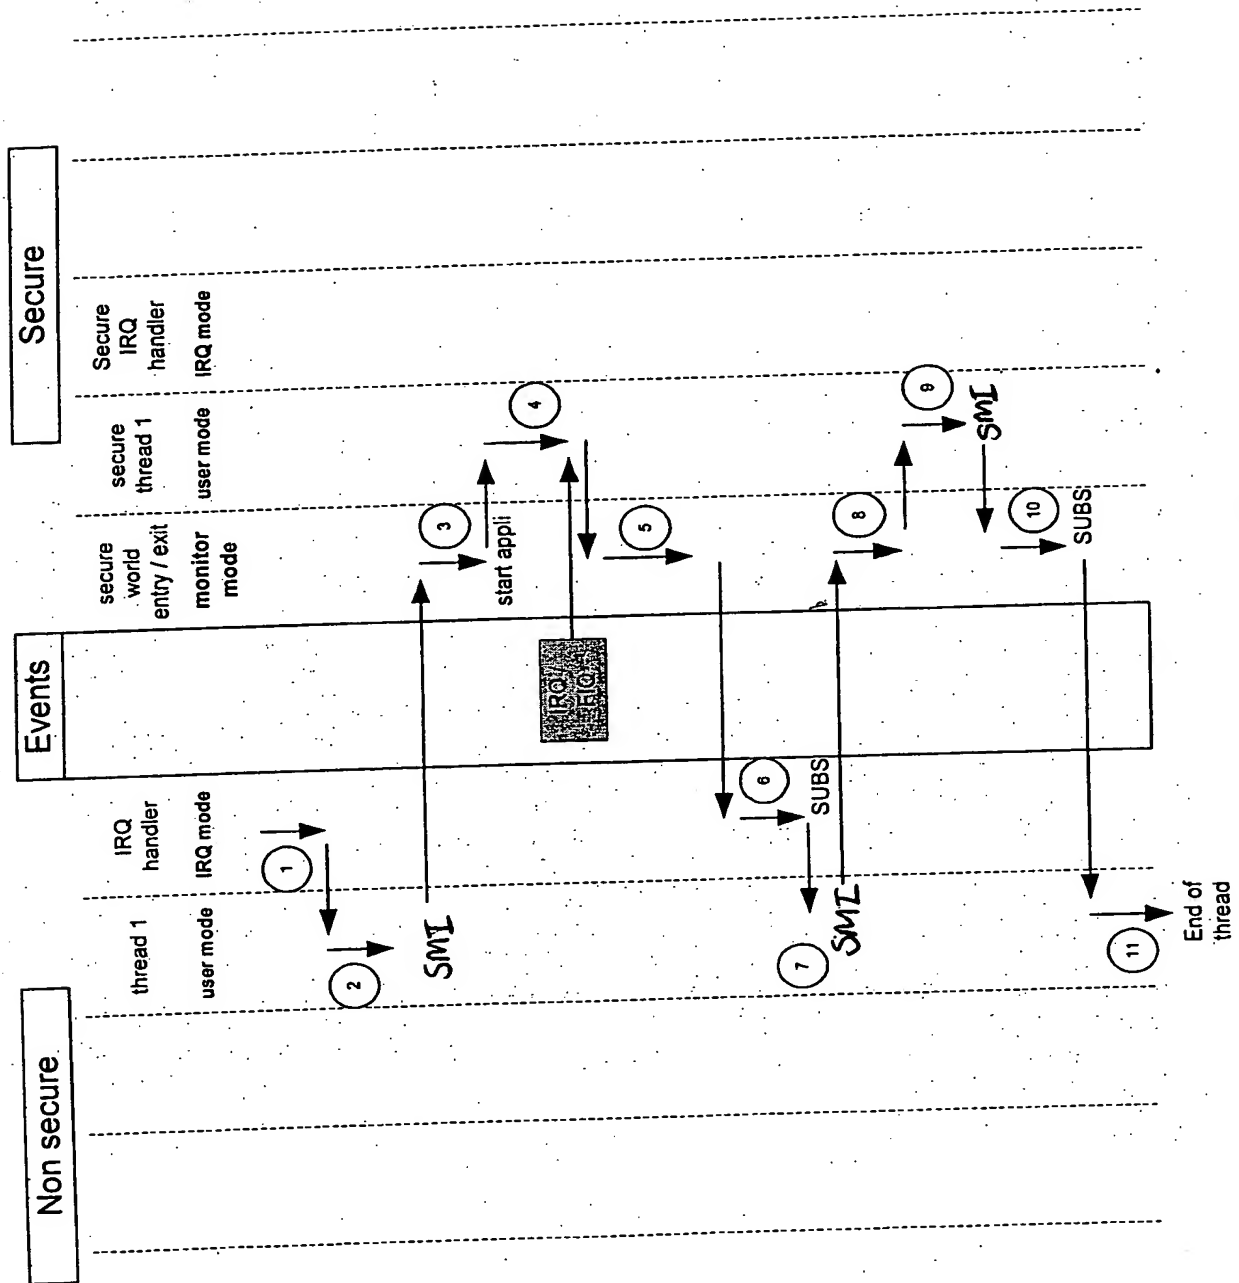 Non secure
Events
Secure
thread 1
user mode
IRQ
handler
IRQ mode
secure
world
entry / exit
monitor
mode
secure
thread 1
user mode
Secure
IRQ
handler
IRQ mode
1
2
SMI
3
start appli
4
IRQ /
FIQ
5
6
SUBS
7
SMI
8
9
SMI
10
SUBS
11
End of
thread